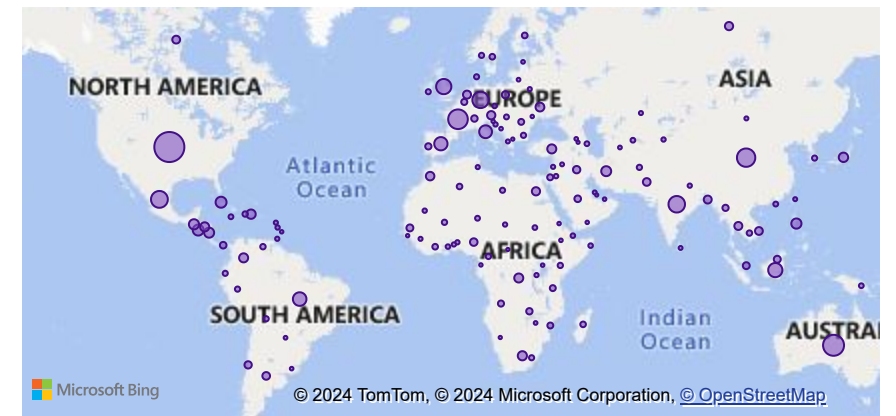 NORTH AMERICA
EUROPE
ASIA
Atlantic
Ocean
AFRICA
SOUTH AMERICA
Indian
Ocean
AUSTRA
Microsoft Bing
© 2024 TomTom, © 2024 Microsoft Corporation, © OpenStreetMap